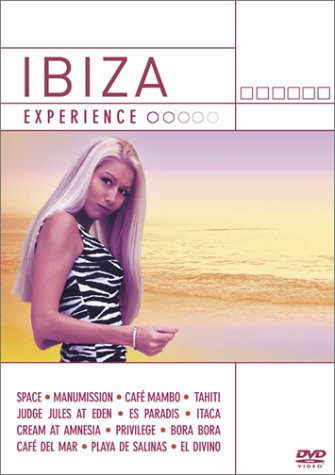 IBIZA
EXPERIENCE
SPACE • MANUMISSION • CAFÉ MAMBO • TAHITI
JUDGE JULES AT EDEN • ES PARADIS • ITACA
CREAM AT AMNESIA • PRIVILEGE • BORA BORA
CAFÉ DEL MAR • PLAYA DE SALINAS • EL DIVINO
DVD
VIDEO